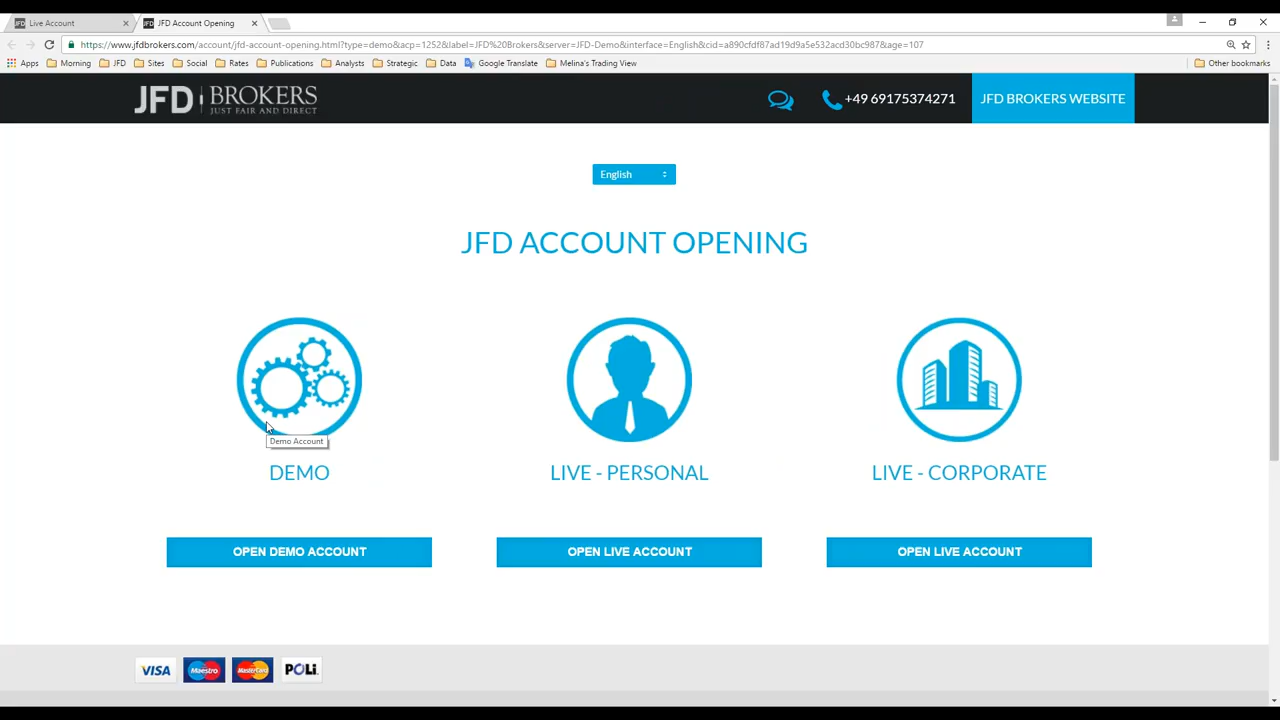 Live Account
JFD Account Opening
https://www.jfdbrokers.com/account/jfd-account-opening.html?type=demo&acp=1252&label=JFD%20Brokers&server=JFD-Demo&interface=English&cid=a890cfdf87ad19d9a5e532acd30bc987&age=107
Apps Morning JFD Sites Social Rates Publications Analysts Strategic Data Google Translate Melina's Trading View Other bookmarks
JFD BROKERS
JUST FAIR AND DIRECT
+49 69175374271
JFD BROKERS WEBSITE
English
JFD ACCOUNT OPENING
Demo Account
DEMO LIVE - PERSONAL LIVE - CORPORATE
OPEN DEMO ACCOUNT OPEN LIVE ACCOUNT OPEN LIVE ACCOUNT
VISA Maestro MasterCard POLi